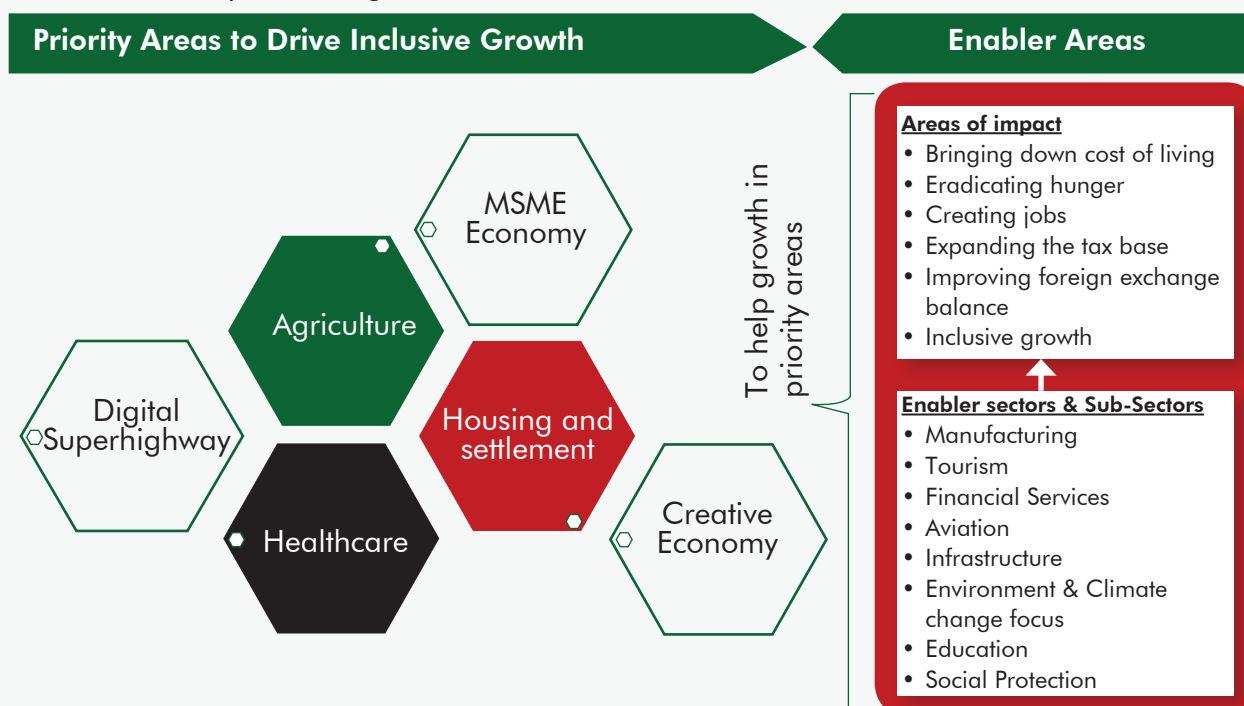 Priority Areas to Drive Inclusive Growth
Enabler Areas
MSME
Economy
Agriculture
Digital
Superhighway
Housing and
settlement
Healthcare
Creative
Economy
To help growth in
priority areas
Areas of impact
• Bringing down cost of living
• Eradicating hunger
• Creating jobs
• Expanding the tax base
• Improving foreign exchange
balance
• Inclusive growth
Enabler sectors & Sub-Sectors
• Manufacturing
• Tourism
• Financial Services
• Aviation
• Infrastructure
• Environment & Climate
change focus
• Education
• Social Protection